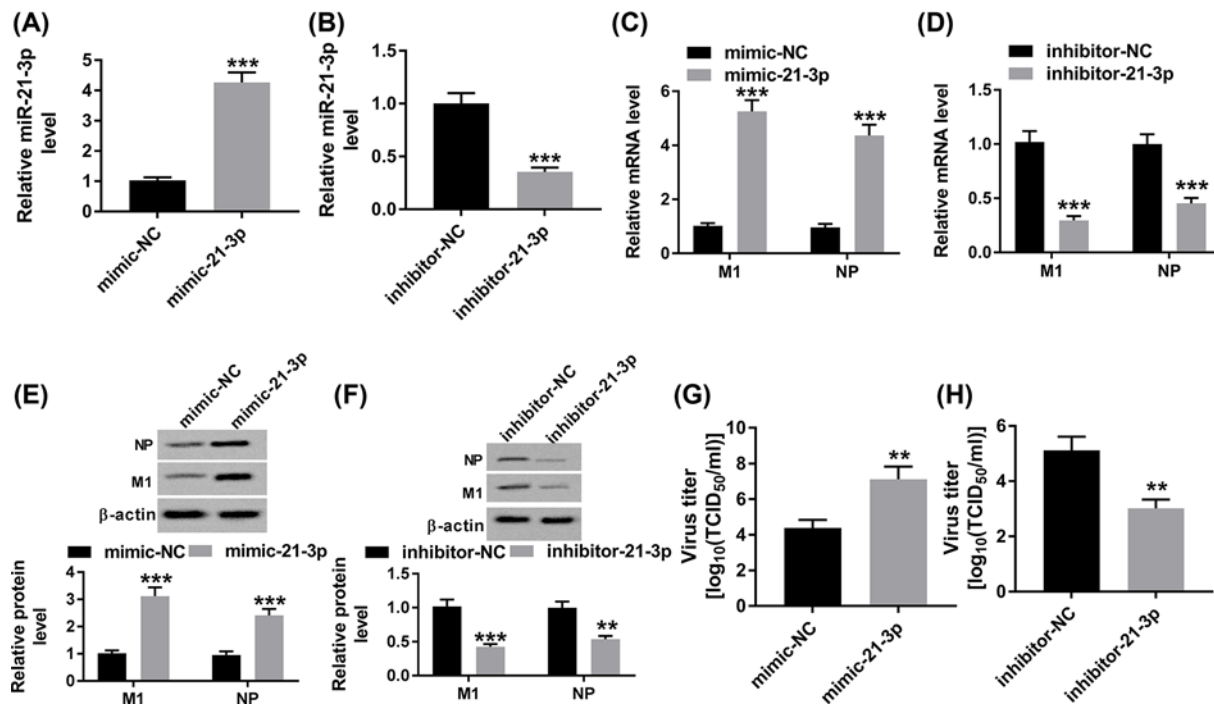 (A)
Relative miR-21-3p
level
5
4
3
2
1
0
***
mimic-NC
mimic-21-3p
(B)
Relative miR-21-3p
level
1.5
1.0
0.5
0.0
***
inhibitor-NC
inhibitor-21-3p
(C)
mimic-NC
mimic-21-3p
Relative mRNA level
6
4
2
0
***
***
M1
NP
(D)
inhibitor-NC
inhibitor-21-3p
Relative mRNA level
1.5
1.0
0.5
0.0
***
***
M1
NP
(E)
mimic-NC
mimic-21-3p
NP
M1
β-actin
mimic-NC
mimic-21-3p
Relative protein
level
4
3
2
1
0
***
***
M1
NP
(F)
inhibitor-NC
inhibitor-21-3p
NP
M1
β-actin
inhibitor-NC
inhibitor-21-3p
Relative protein
level
1.5
1.0
0.5
0.0
***
**
M1
NP
(G)
Virus titer
[log10(TCID50/ml)]
10
8
6
4
2
0
**
mimic-NC
mimic-21-3p
(H)
Virus titer
[log10(TCID50/ml)]
6
4
2
0
**
inhibitor-NC
inhibitor-21-3p